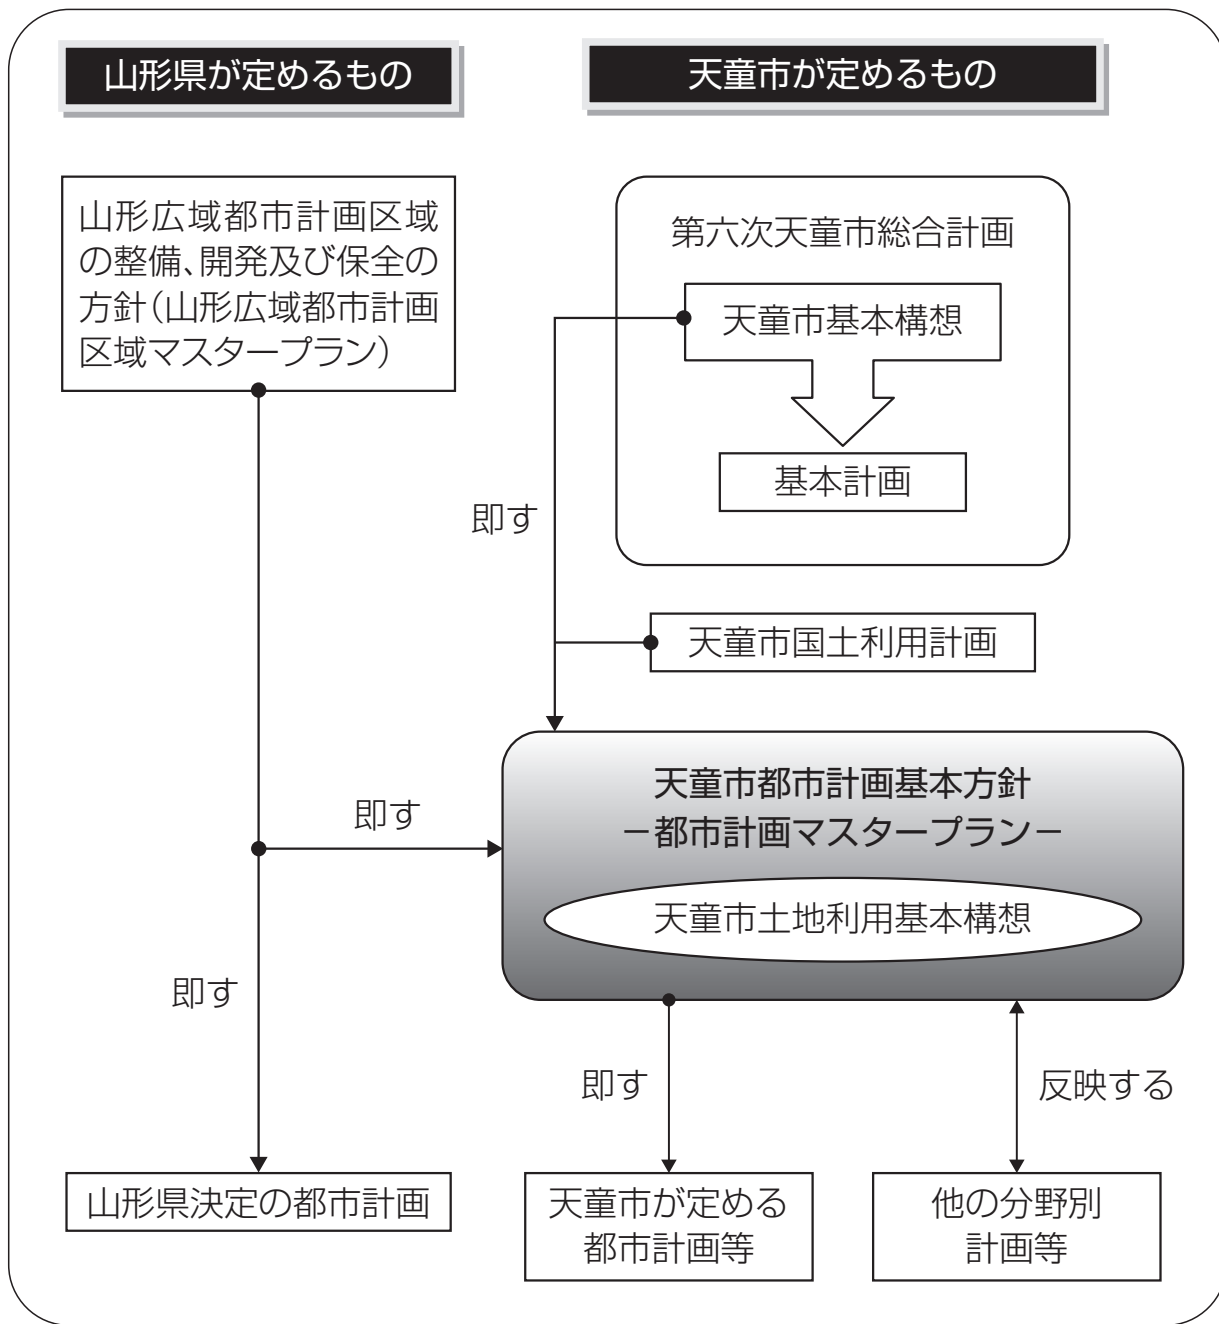 山形県が定めるもの
天童市が定めるもの
山形広域都市計画区域
の整備、開発及び保全の
方針(山形広域都市計画
区域マスタープラン)
第六次天童市総合計画
天童市基本構想
基本計画
即す
天童市国土利用計画
天童市都市計画基本方針
－都市計画マスタープラン－
即す
天童市土地利用基本構想
即す
即す
反映する
山形県決定の都市計画
天童市が定める
都市計画等
他の分野別
計画等